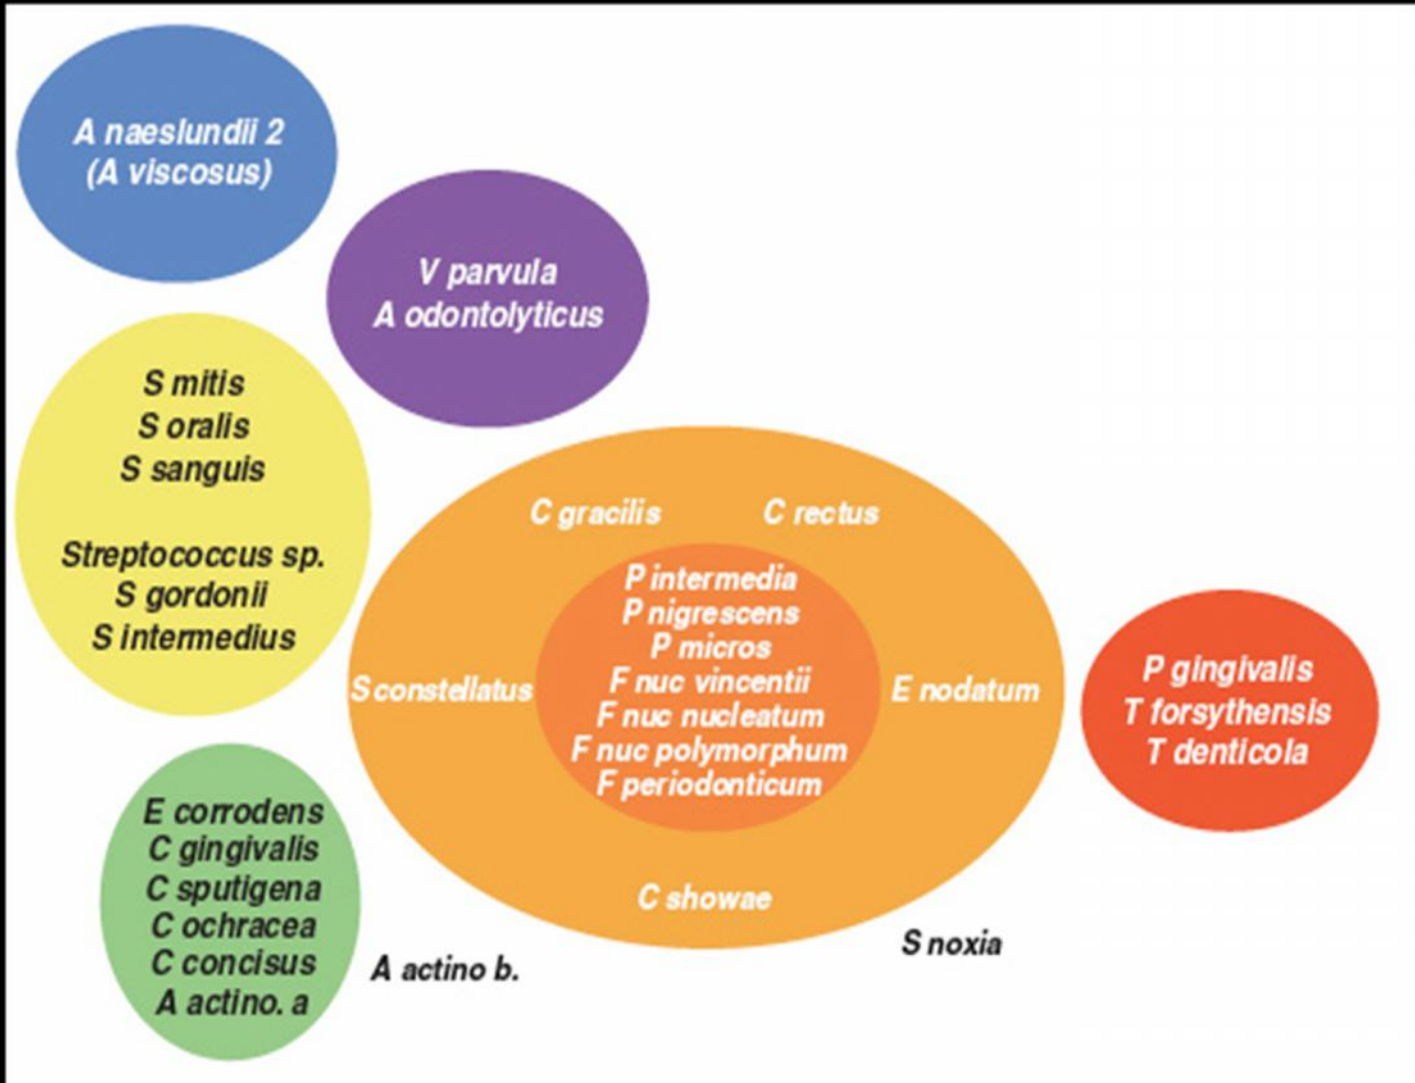 A naeslundii 2
(A viscosus)
V parvula
A odontolyticus
S mitis
S oralis
S sanguis
Streptococcus sp.
S gordonii
S intermedius
C gracilis
C rectus
P intermedia
P nigrescens
P micros
F nuc vincentii
F nuc nucleatum
F nuc polymorphum
F periodonticum
S constellatus
E nodatum
C showae
P gingivalis
T forsythensis
T denticola
E corrodens
C gingivalis
C sputigena
C ochracea
C concisus
A actino. a
A actino b.
S noxia